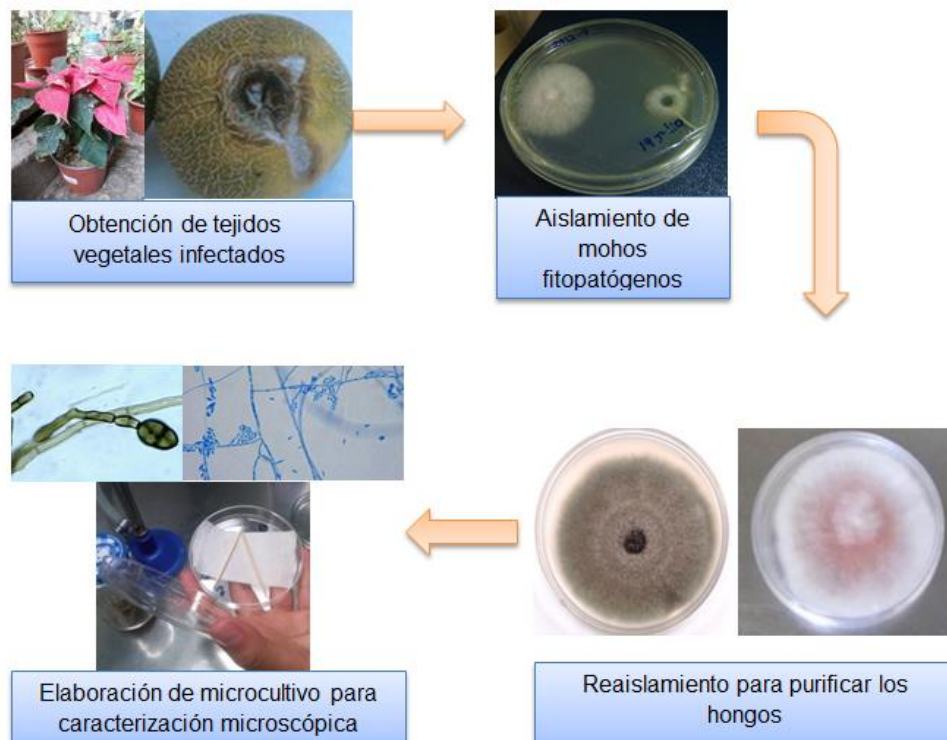 Obtención de tejidos
vegetales infectados
Aislamiento de
mohos
fitopatógenos
Reaislamiento para purificar los
hongos
Elaboración de microcultivo para
caracterización microscópica